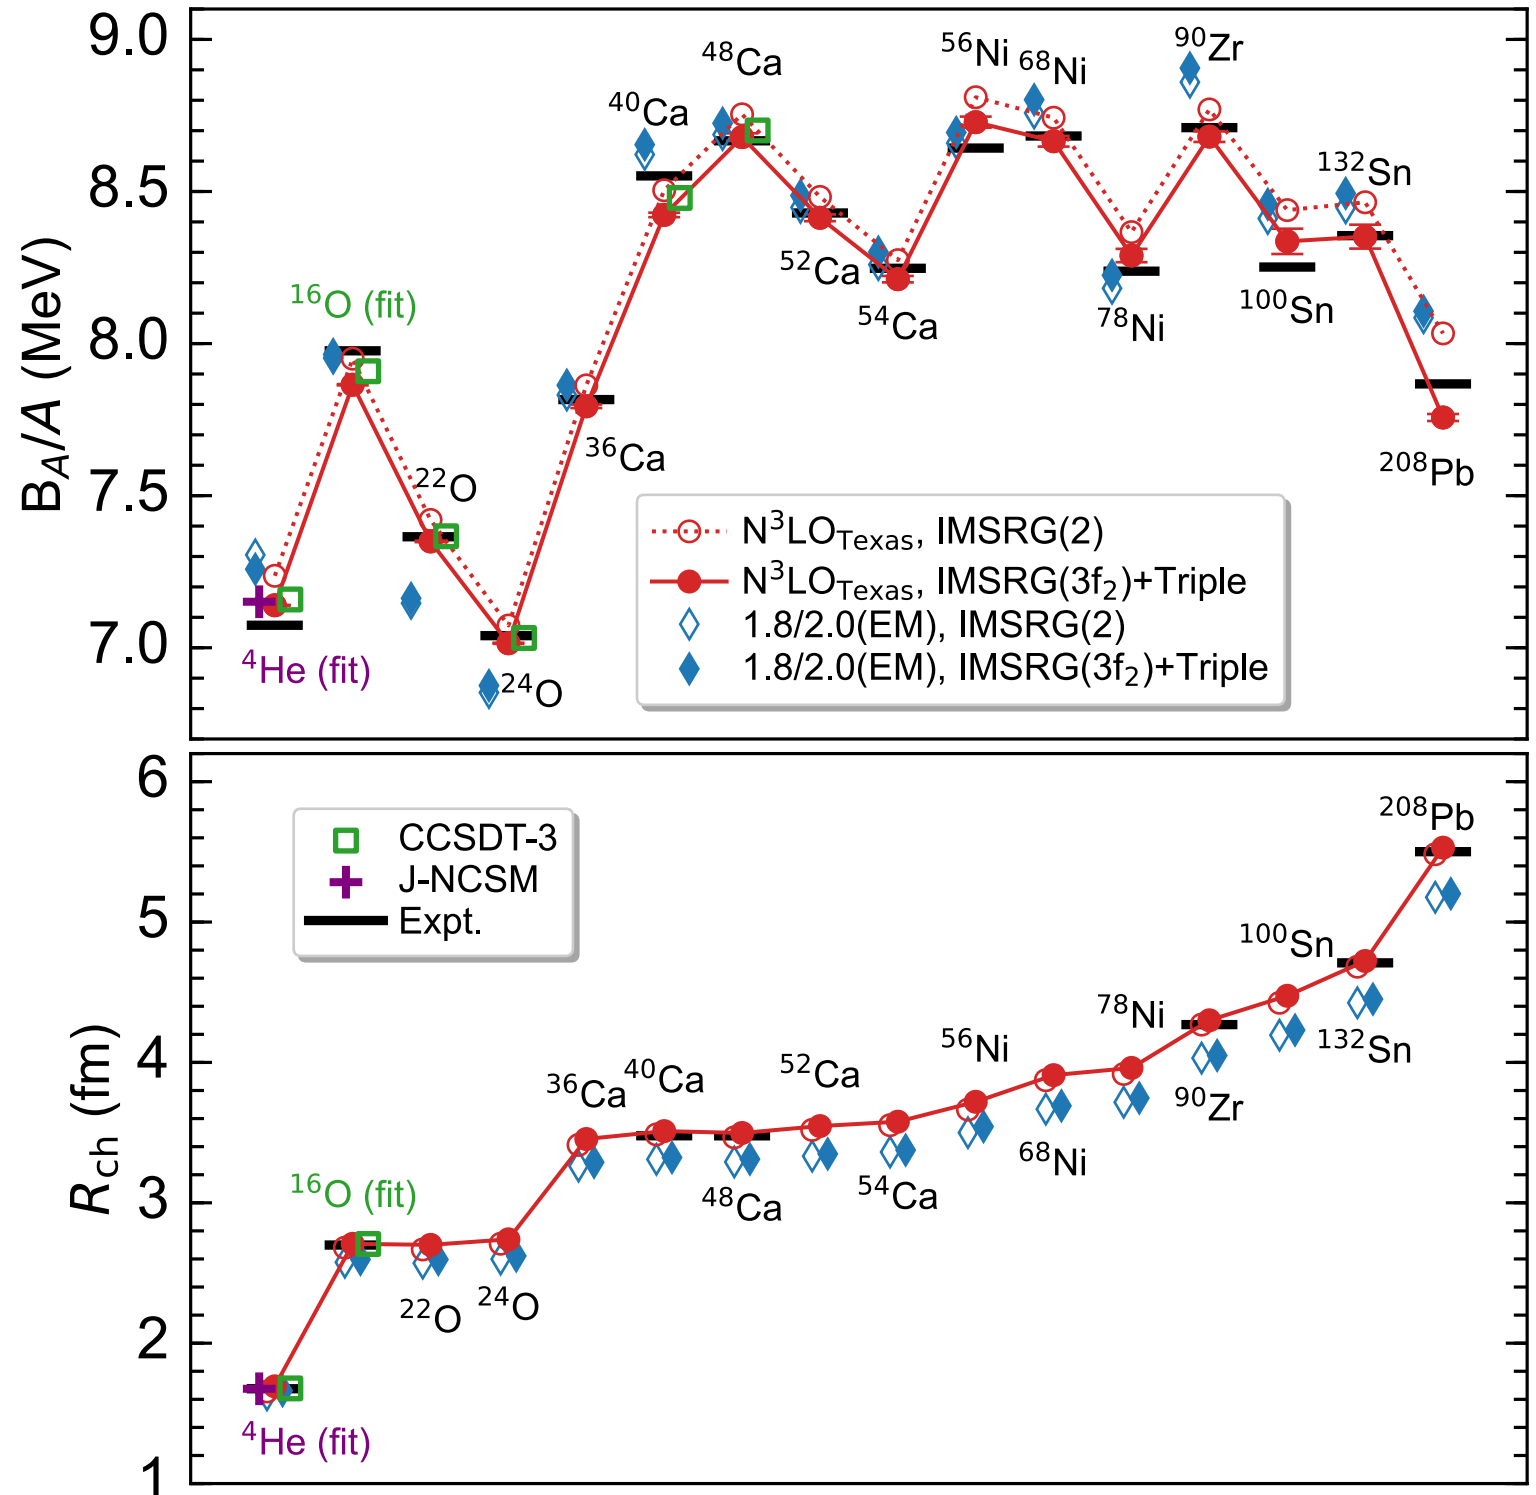 9.0
8.5
8.0
7.5
7.0
B_A/A (MeV)
⁴He (fit)
¹⁶O (fit)
²²O
²⁴O
³⁶Ca
⁴⁰Ca
⁴⁸Ca
⁵²Ca
⁵⁴Ca
⁵⁶Ni
⁶⁸Ni
⁷⁸Ni
⁹⁰Zr
¹⁰⁰Sn
¹³²Sn
²⁰⁸Pb
N³LO_Texas, IMSRG(2)
N³LO_Texas, IMSRG(3f₂)+Triple
1.8/2.0(EM), IMSRG(2)
1.8/2.0(EM), IMSRG(3f₂)+Triple
6
5
4
3
2
1
R_ch (fm)
CCSDT-3
J-NCSM
Expt.
⁴He (fit)
¹⁶O (fit)
²²O
²⁴O
³⁶Ca
⁴⁰Ca
⁴⁸Ca
⁵²Ca
⁵⁴Ca
⁵⁶Ni
⁶⁸Ni
⁷⁸Ni
⁹⁰Zr
¹⁰⁰Sn
¹³²Sn
²⁰⁸Pb